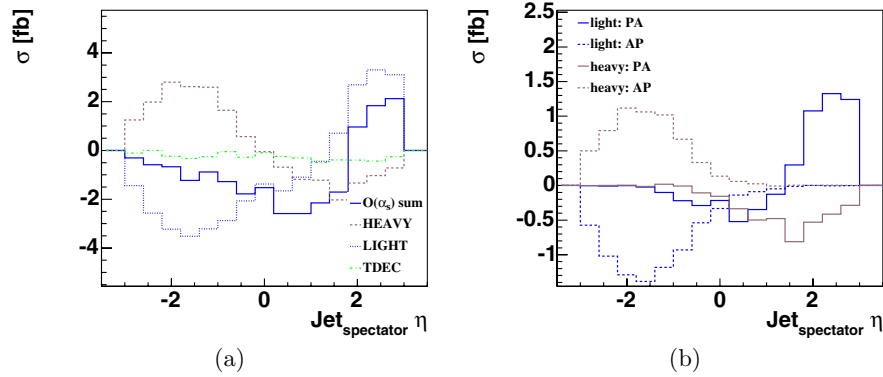 σ [fb]
4
2
0
-2
-4
-2
0
2
Jet_spectator η
O(α_s) sum
HEAVY
LIGHT
TDEC
(a)
σ [fb]
2.5
2
1.5
1
0.5
0
-0.5
-1
-2
0
2
Jet_spectator η
light: PA
light: AP
heavy: PA
heavy: AP
(b)